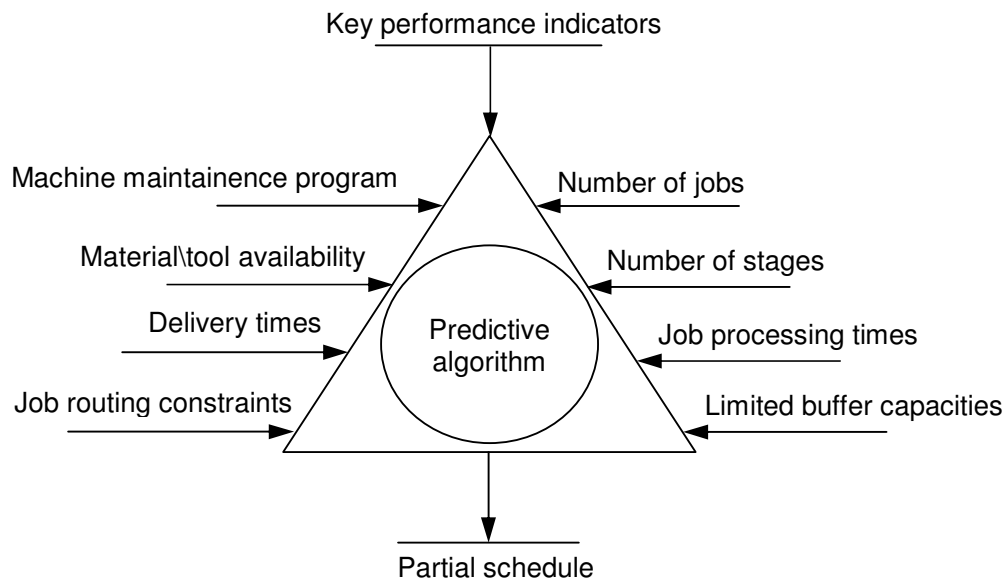 Key performance indicators
Machine maintainence program
Number of jobs
Material\tool availability
Number of stages
Delivery times
Predictive
algorithm
Job processing times
Job routing constraints
Limited buffer capacities
Partial schedule